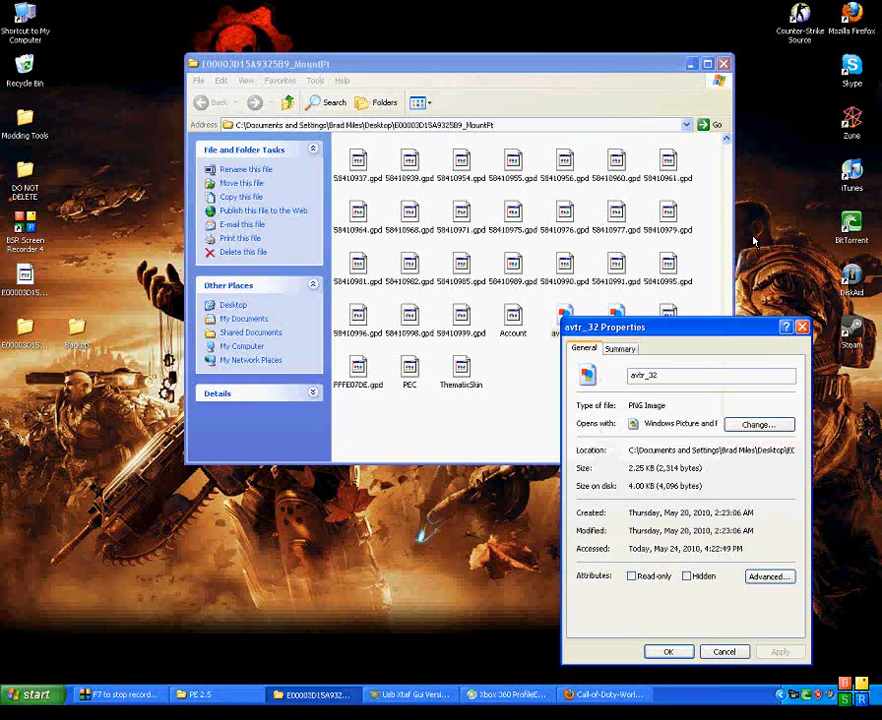 Shortcut to My
Computer
Recycle Bin
Modding Tools
DO NOT
DELETE
BSR Screen
Recorder 4
E00003D15...
E00003D15...
Backup
Counter-Strike
Source
Mozilla Firefox
Skype
Zune
iTunes
BitTorrent
DiskAid
Steam
E00003D15A9325B9_MountPt
File Edit View Favorites Tools Help
Back Search Folders
Address C:\Documents and Settings\Brad Miles\Desktop\E00003D15A9325B9_MountPt Go
File and Folder Tasks
Rename this file
Move this file
Copy this file
Publish this file to the Web
E-mail this file
Print this file
Delete this file
Other Places
Desktop
My Documents
Shared Documents
My Computer
My Network Places
Details
58410937.gpd 58410939.gpd 58410954.gpd 58410955.gpd 58410956.gpd 58410960.gpd 58410961.gpd
58410964.gpd 58410968.gpd 58410971.gpd 58410975.gpd 58410976.gpd 58410977.gpd 58410979.gpd
58410981.gpd 58410982.gpd 58410985.gpd 58410989.gpd 58410990.gpd 58410991.gpd 58410995.gpd
58410996.gpd 58410998.gpd 58410999.gpd Account
FFFE07DE.gpd PEC ThematicSkin
avtr_32 Properties
General Summary
avtr_32
Type of file: PNG Image
Opens with: Windows Picture and F Change...
Location: C:\Documents and Settings\Brad Miles\Desktop\E0
Size: 2.25 KB (2,314 bytes)
Size on disk: 4.00 KB (4,096 bytes)
Created: Thursday, May 20, 2010, 2:23:06 AM
Modified: Thursday, May 20, 2010, 2:23:06 AM
Accessed: Today, May 24, 2010, 4:22:49 PM
Attributes: Read-only Hidden Advanced...
OK Cancel Apply
start F7 to stop record... PE 2.5 E00003D15A932... Usb Xtaf Gui Versi... Xbox 360 ProfileE... Call-of-Duty-Worl...
B R
S R